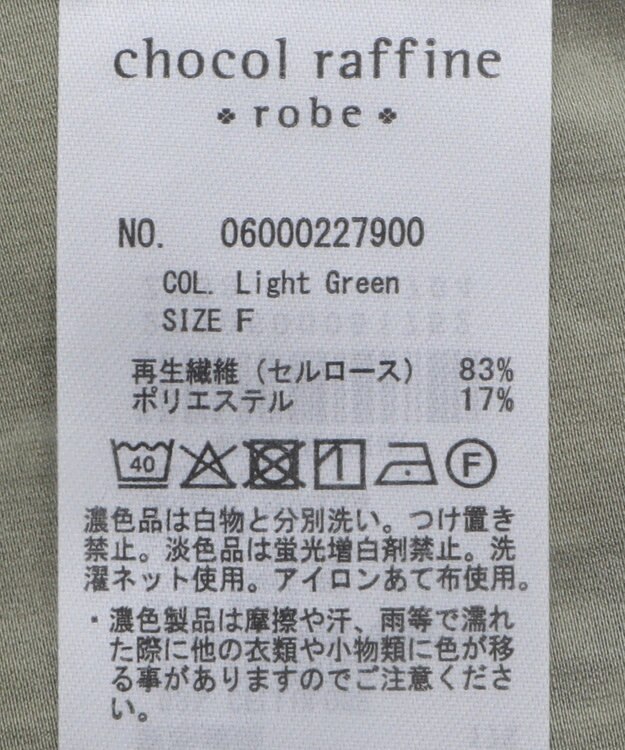 chocol raffine
robe
NO. 06000227900
COL. Light Green
SIZE F
再生繊維（セルロース） 83%
ポリエステル 17%
40 F
濃色品は白物と分別洗い。つけ置き
禁止。淡色品は蛍光増白剤禁止。洗
濯ネット使用。アイロンあて布使用。
・濃色製品は摩擦や汗、雨等で濡れ
た際に他の衣類や小物類に色が移
る事がありますのでご注意くださ
い。